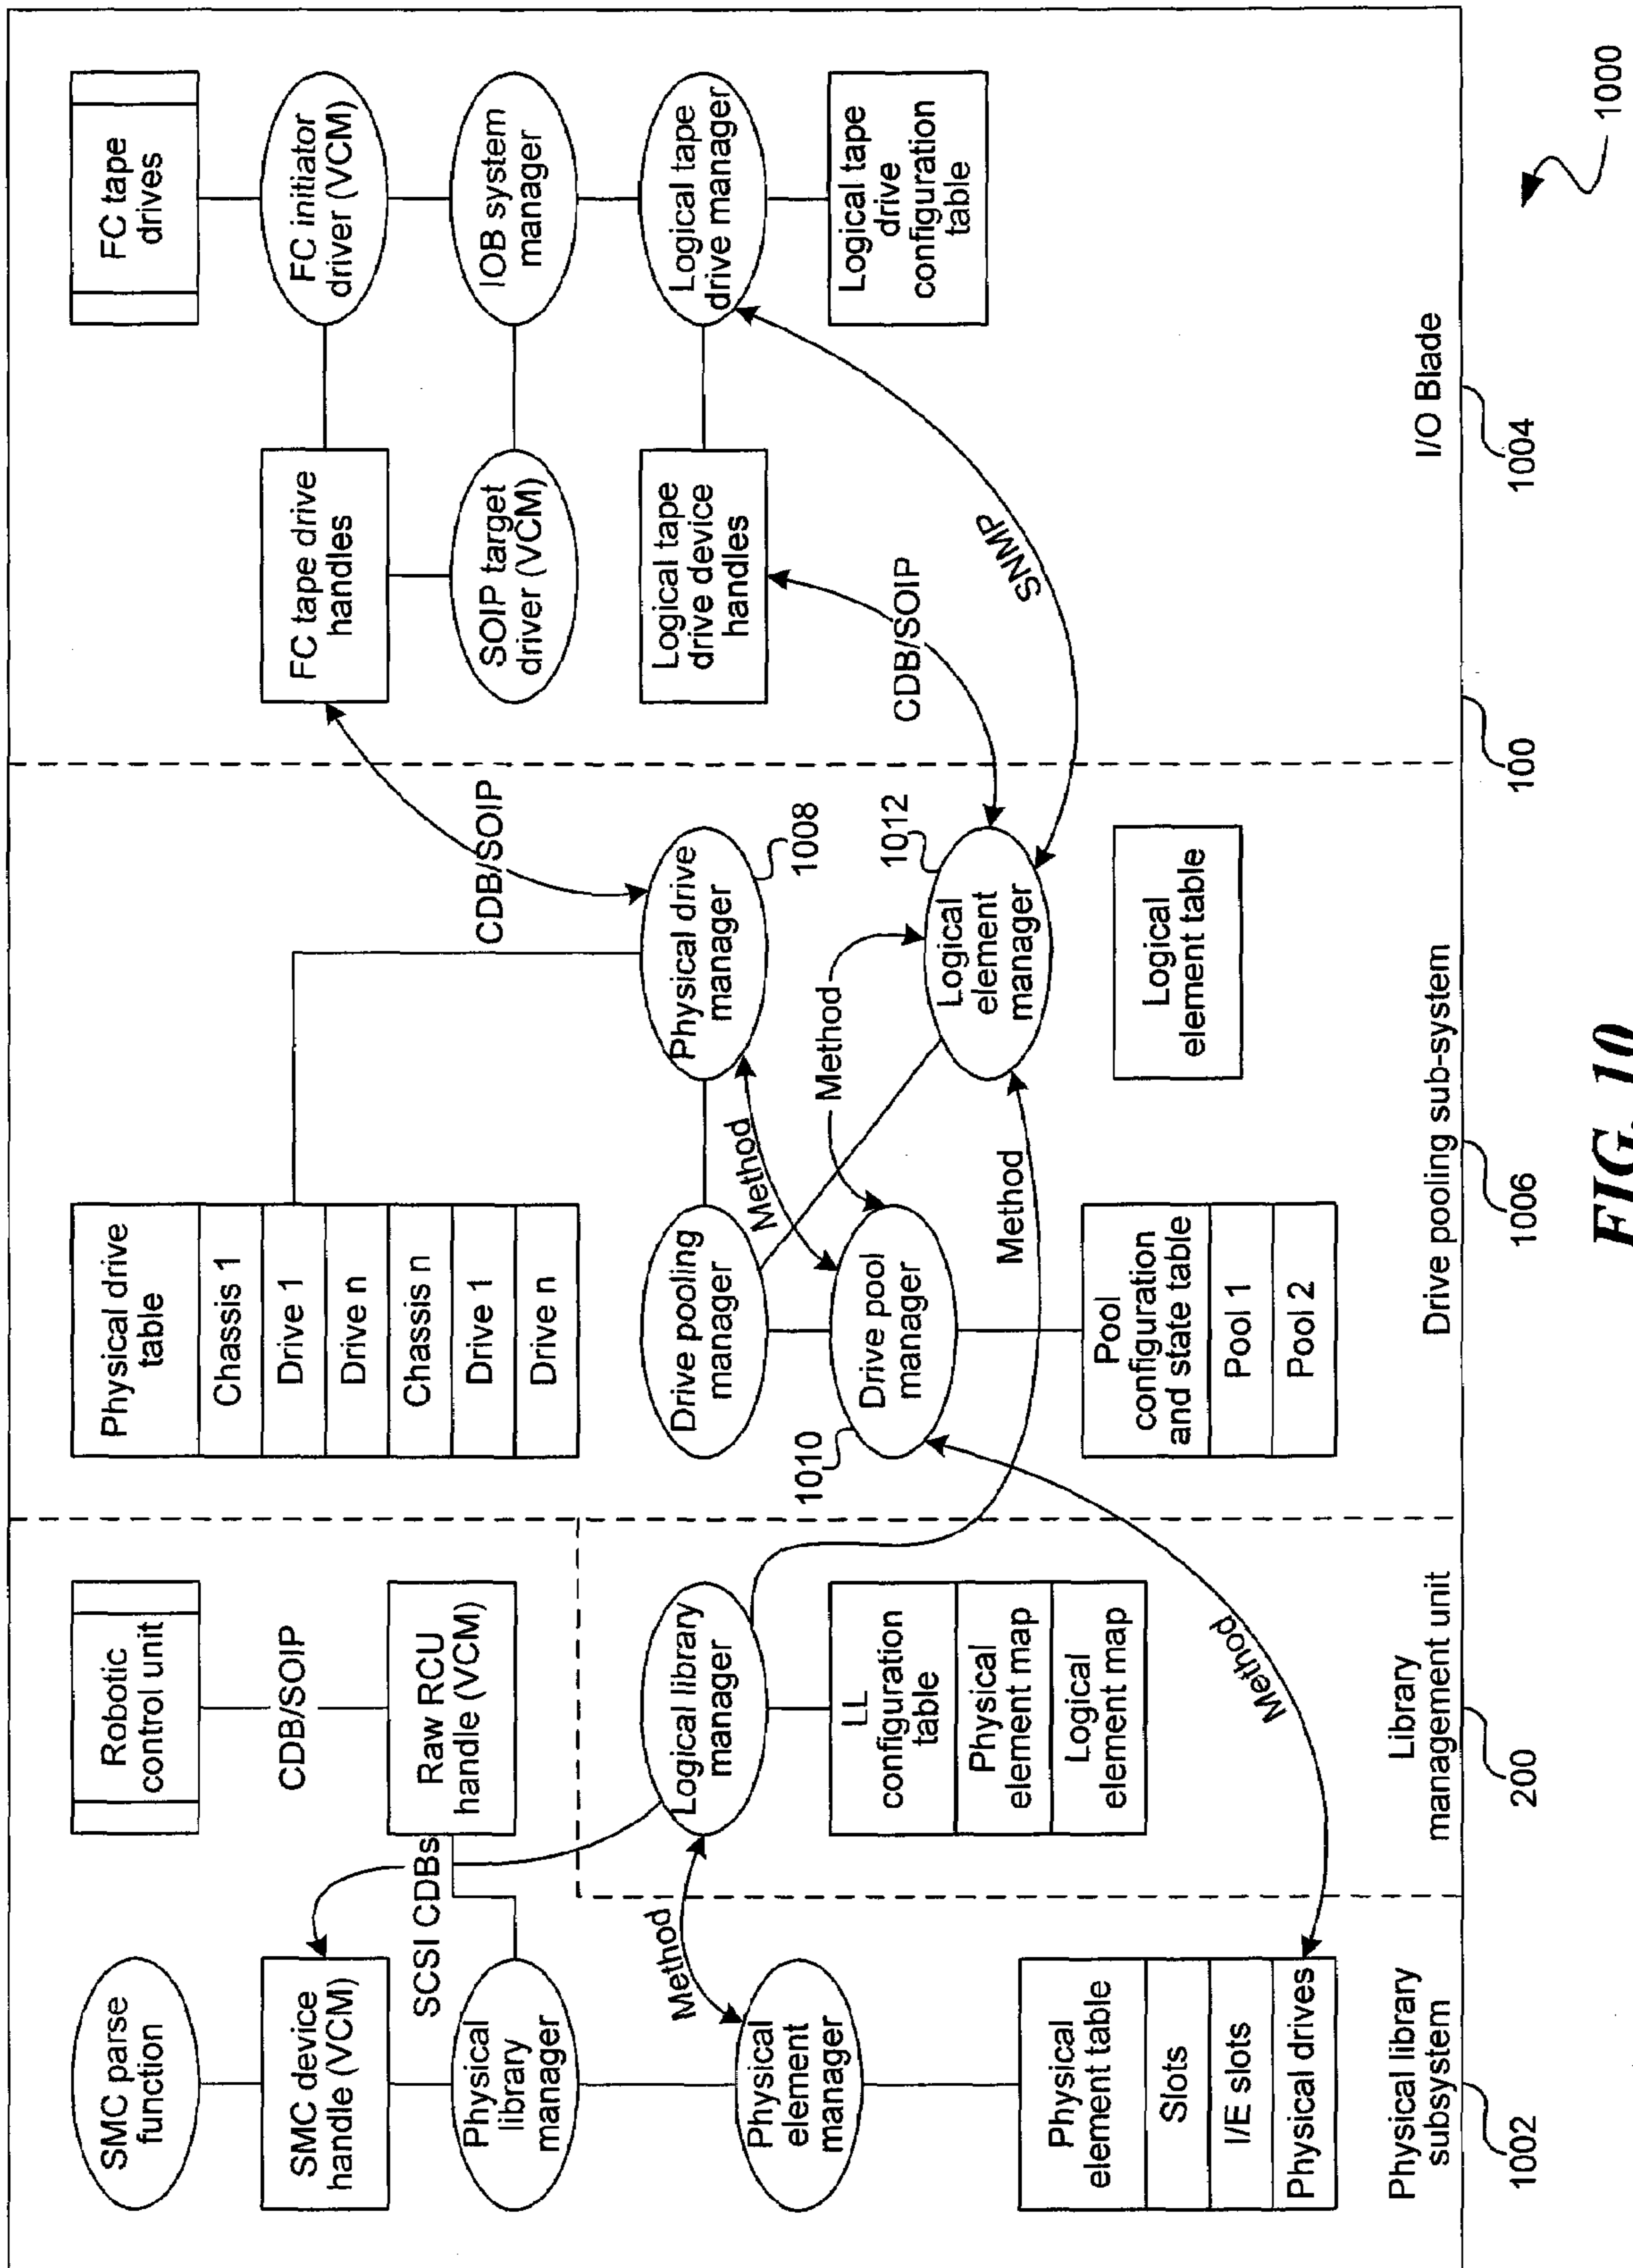 SMC parse
function
SMC device
handle (VCM)
SCSI CDBs
Physical
library
manager
Method
Physical
element
manager
Physical
element table
Slots
I/E slots
Physical drives
Physical library
subsystem
1002
Robotic
control unit
CDB/SOIP
Raw RCU
handle (VCM)
Logical library
manager
LL
configuration
table
Physical
element map
Logical
element map
Method
Library
management unit
200
Physical drive
table
Chassis 1
Drive 1
Drive n
Chassis n
Drive 1
Drive n
Drive pooling
manager
Method
Physical drive
manager
1008
CDB/SOIP
1010
Drive pool
manager
Method
1012
Logical
element
manager
Method
Pool
configuration
and state table
Pool 1
Pool 2
Logical
element table
Drive pooling sub-system
1006
100
FC tape
drives
FC tape drive
handles
FC initiator
driver (VCM)
SOIP target
driver (VCM)
IOB system
manager
Logical tape
drive device
handles
Logical tape
drive manager
CDB/SOIP
SNMP
Logical tape
drive
configuration
table
I/O Blade
1004
1000
FIG. 10